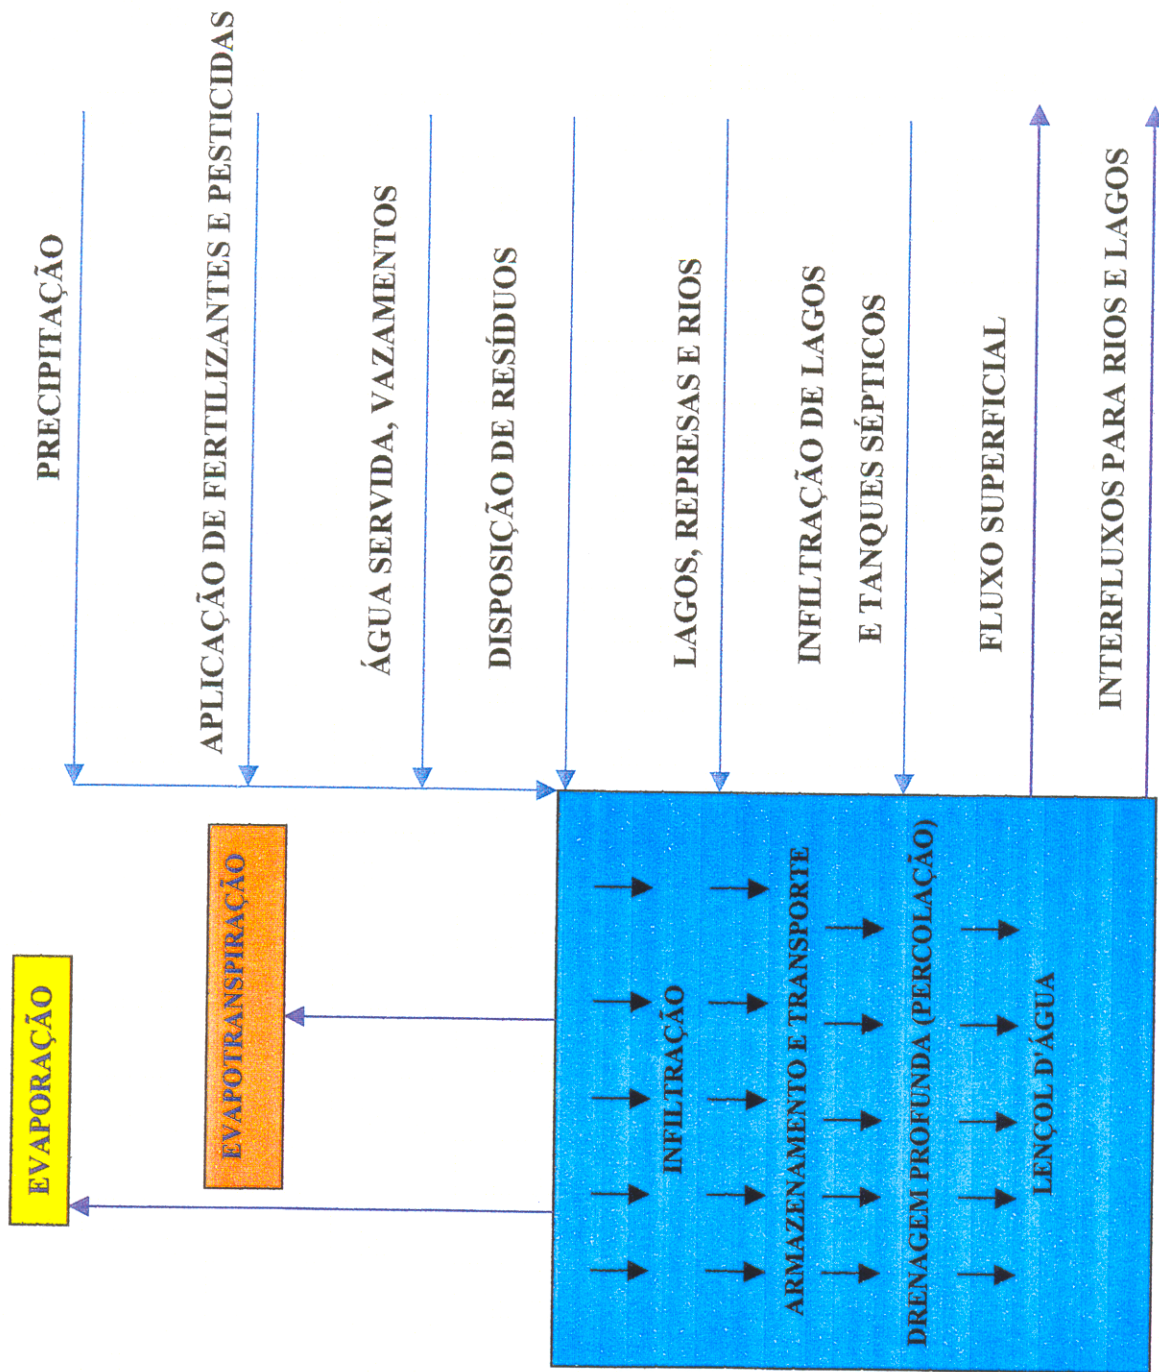 EVAPORAÇÃO
EVAPOTRANSPIRAÇÃO
PRECIPITAÇÃO
APLICAÇÃO DE FERTILIZANTES E PESTICIDAS
ÁGUA SERVIDA, VAZAMENTOS
DISPOSIÇÃO DE RESÍDUOS
LAGOS, REPRESAS E RIOS
INFILTRAÇÃO DE LAGOS
E TANQUES SÉPTICOS
FLUXO SUPERFICIAL
INTERFLUXOS PARA RIOS E LAGOS
INFILTRAÇÃO
ARMAZENAMENTO E TRANSPORTE
DRENAGEM PROFUNDA (PERCOLAÇÃO)
LENÇOL D'ÁGUA